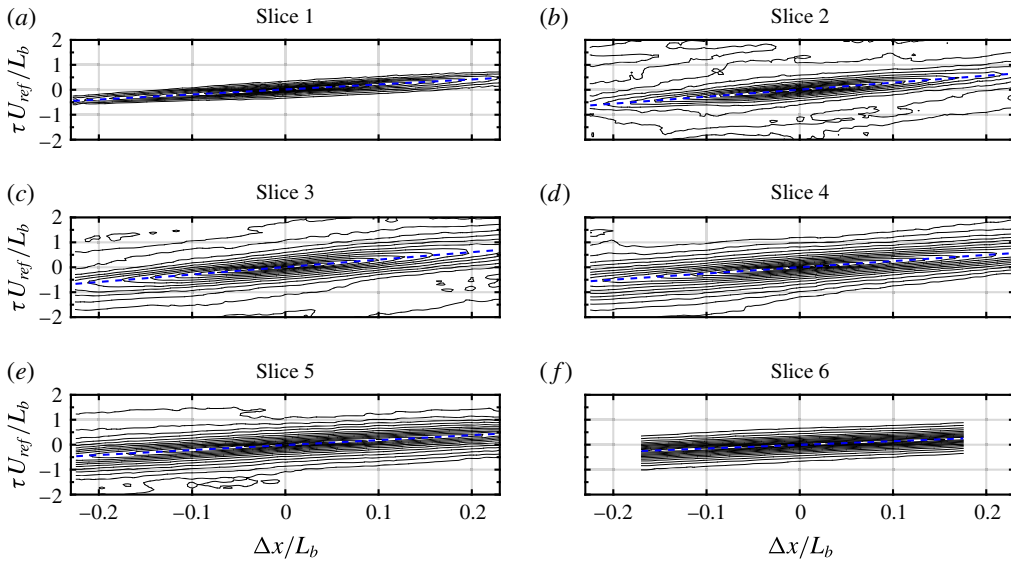 (a) Slice 1 (b) Slice 2
τU_ref/L_b 2 1 0 −1 −2
(c) Slice 3 (d) Slice 4
τU_ref/L_b 2 1 0 −1 −2
(e) Slice 5 (f) Slice 6
τU_ref/L_b 2 1 0 −1 −2
−0.2 −0.1 0 0.1 0.2 −0.2 −0.1 0 0.1 0.2
Δx/L_b Δx/L_b